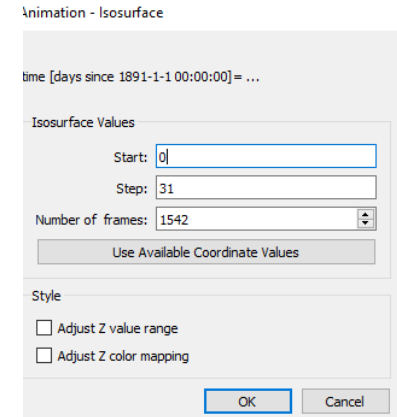 Animation - Isosurface
time [days since 1891-1-1 00:00:00]= ...
Isosurface Values
Start: 0
Step: 31
Number of frames: 1542
Use Available Coordinate Values
Style
Adjust Z value range
Adjust Z color mapping
OK Cancel